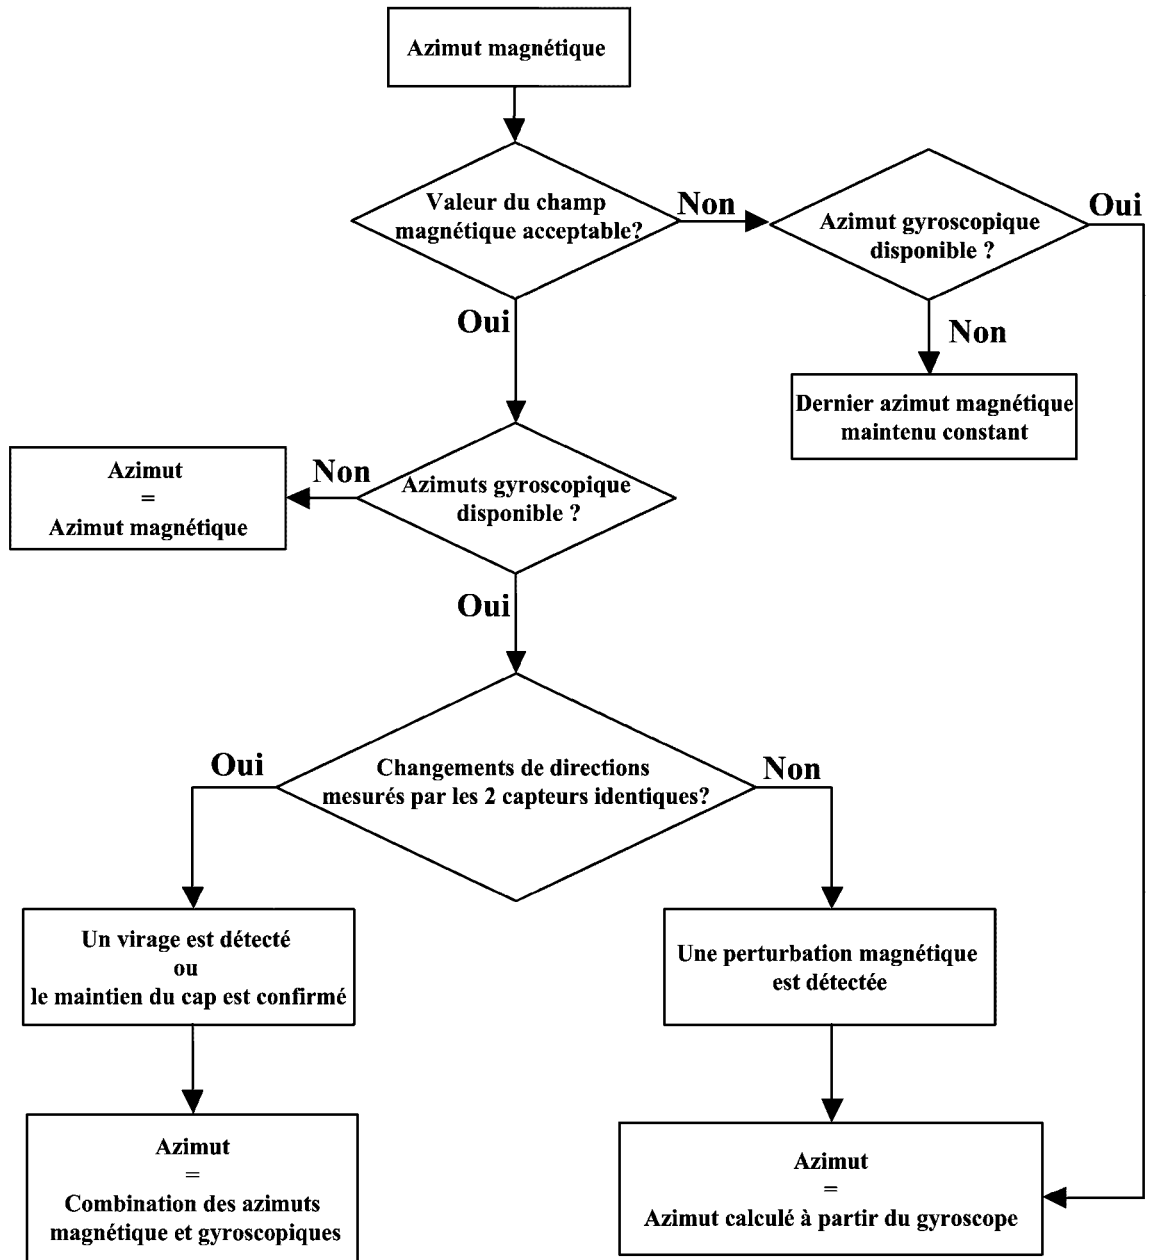 Azimut magnétique
Valeur du champ
magnétique acceptable?
Non
Azimut gyroscopique
disponible ?
Oui
Oui
Non
Dernier azimut magnétique
maintenu constant
Azimut
=
Azimut magnétique
Non
Azimuts gyroscopique
disponible ?
Oui
Oui
Changements de directions
mesurés par les 2 capteurs identiques?
Non
Un virage est détecté
ou
le maintien du cap est confirmé
Une perturbation magnétique
est détectée
Azimut
=
Combination des azimuts
magnétique et gyroscopiques
Azimut
=
Azimut calculé à partir du gyroscope